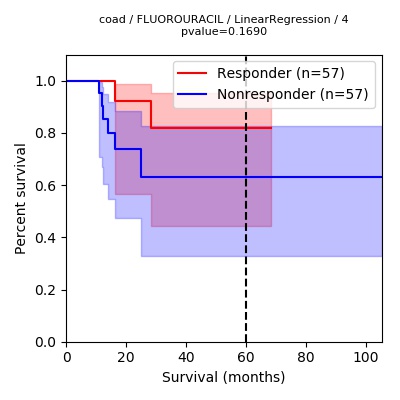 coad / FLUOROURACIL / LinearRegression / 4
pvalue=0.1690
Responder (n=57)
Nonresponder (n=57)
Percent survival
1.0
0.8
0.6
0.4
0.2
0.0
0 20 40 60 80 100
Survival (months)